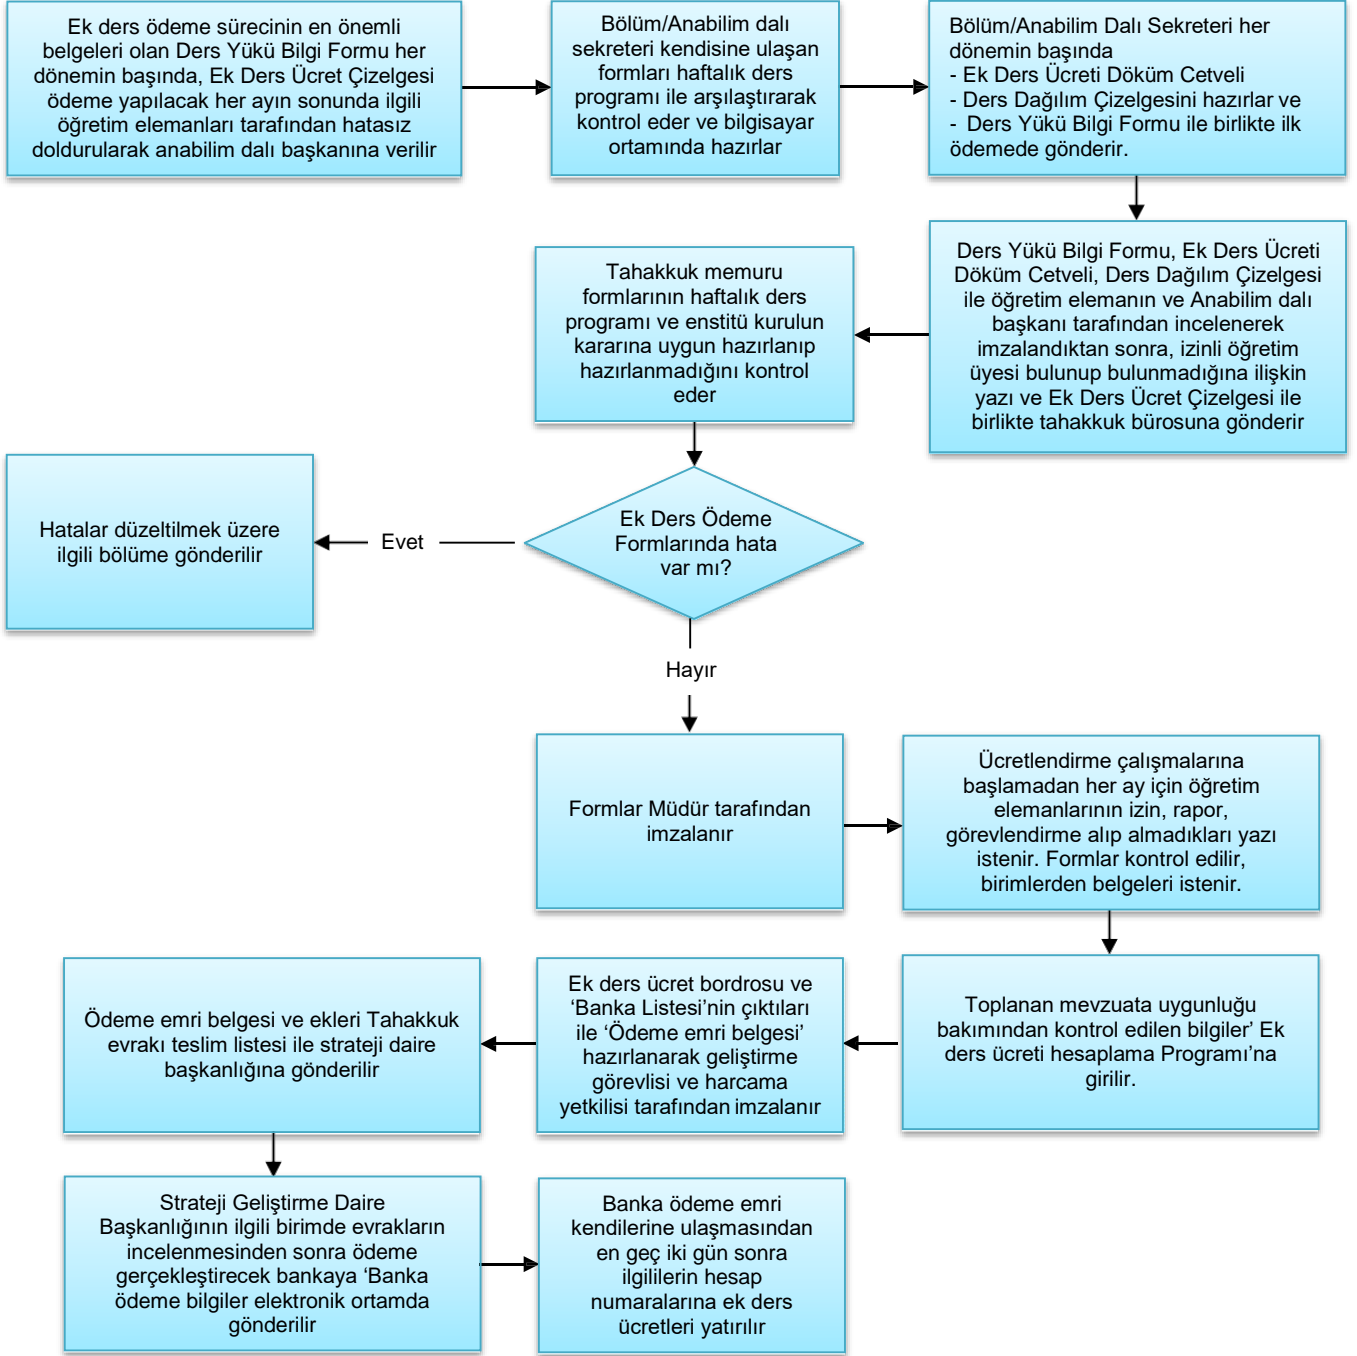 Ek ders ödeme sürecinin en önemli
belgeleri olan Ders Yükü Bilgi Formu her
dönemin başında, Ek Ders Ücret Çizelgesi
ödeme yapılacak her ayın sonunda ilgili
öğretim elemanları tarafından hatasız
doldurularak anabilim dalı başkanına verilir
Bölüm/Anabilim dalı
sekreteri kendisine ulaşan
formları haftalık ders
programı ile arşılaştırarak
kontrol eder ve bilgisayar
ortamında hazırlar
Bölüm/Anabilim Dalı Sekreteri her
dönemin başında
- Ek Ders Ücreti Döküm Cetveli
- Ders Dağılım Çizelgesini hazırlar ve
- Ders Yükü Bilgi Formu ile birlikte ilk
ödemede gönderir.
Ders Yükü Bilgi Formu, Ek Ders Ücreti
Döküm Cetveli, Ders Dağılım Çizelgesi
ile öğretim elemanın ve Anabilim dalı
başkanı tarafından incelenerek
imzalandıktan sonra, izinli öğretim
üyesi bulunup bulunmadığına ilişkin
yazı ve Ek Ders Ücret Çizelgesi ile
birlikte tahakkuk bürosuna gönderir
Tahakkuk memuru
formlarının haftalık ders
programı ve enstitü kurulun
kararına uygun hazırlanıp
hazırlanmadığını kontrol
eder
Ek Ders Ödeme
Formlarında hata
var mı?
Evet
Hatalar düzeltilmek üzere
ilgili bölüme gönderilir
Hayır
Formlar Müdür tarafından
imzalanır
Ücretlendirme çalışmalarına
başlamadan her ay için öğretim
elemanlarının izin, rapor,
görevlendirme alıp almadıkları yazı
istenir. Formlar kontrol edilir,
birimlerden belgeleri istenir.
Toplanan mevzuata uygunluğu
bakımından kontrol edilen bilgiler’ Ek
ders ücreti hesaplama Programı’na
girilir.
Ek ders ücret bordrosu ve
‘Banka Listesi’nin çıktıları
ile ‘Ödeme emri belgesi’
hazırlanarak geliştirme
görevlisi ve harcama
yetkilisi tarafından imzalanır
Ödeme emri belgesi ve ekleri Tahakkuk
evrakı teslim listesi ile strateji daire
başkanlığına gönderilir
Strateji Geliştirme Daire
Başkanlığının ilgili birimde evrakların
incelenmesinden sonra ödeme
gerçekleştirecek bankaya ‘Banka
ödeme bilgiler elektronik ortamda
gönderilir
Banka ödeme emri
kendilerine ulaşmasından
en geç iki gün sonra
ilgililerin hesap
numaralarına ek ders
ücretleri yatırılır